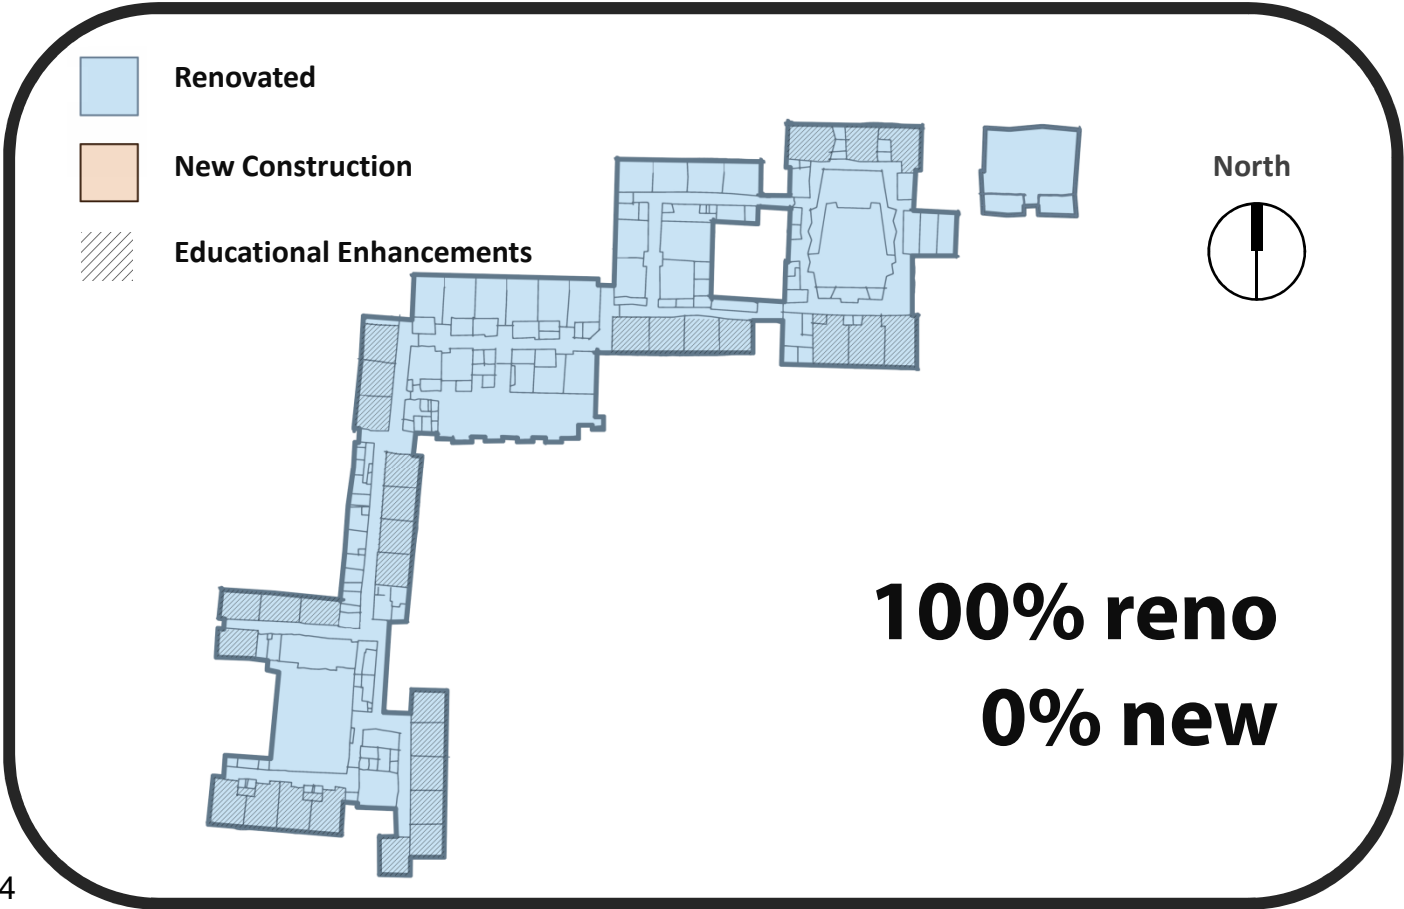 Renovated
New Construction
North
Educational Enhancements
100% reno
0% new
4